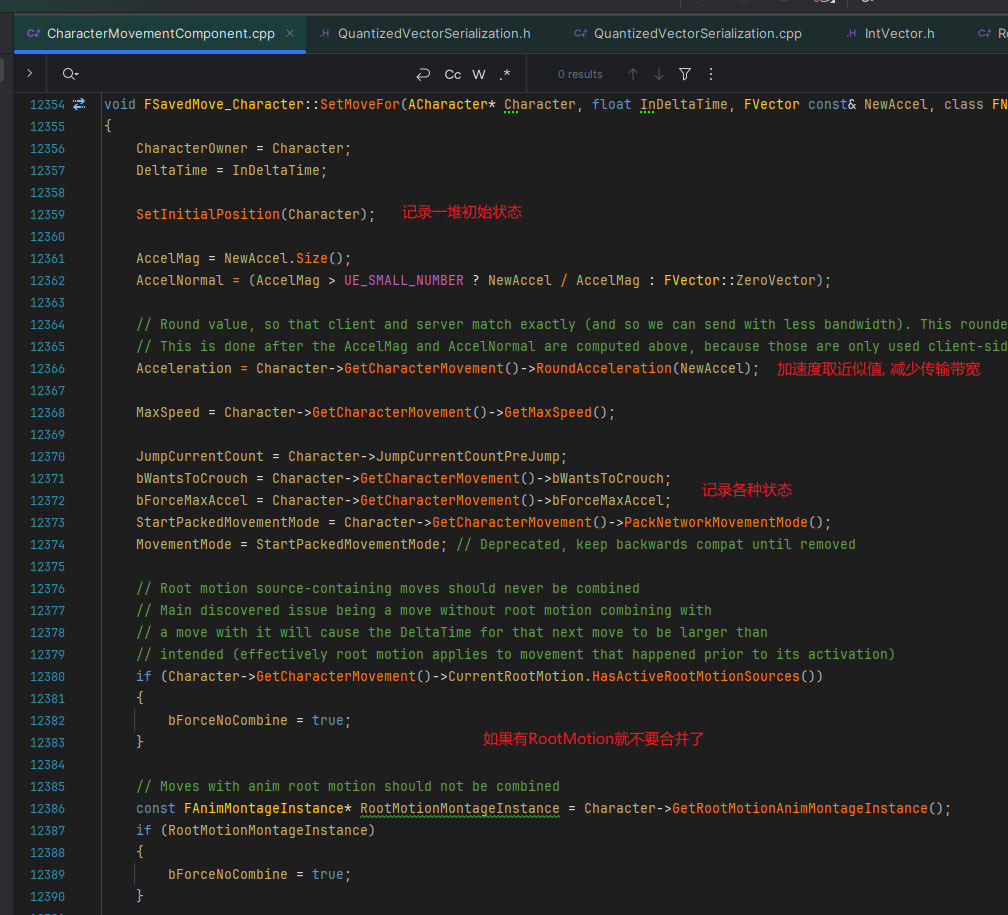 CharacterMovementComponent.cpp × .H QuantizedVectorSerialization.h C+ QuantizedVectorSerialization.cpp .H IntVector.h C+
Cc W .* 0 results
12354 void FSavedMove_Character::SetMoveFor(ACharacter* Character, float InDeltaTime, FVector const& NewAccel, class FN
12355 {
12356 CharacterOwner = Character;
12357 DeltaTime = InDeltaTime;
12358
12359 SetInitialPosition(Character); 记录一堆初始状态
12360
12361 AccelMag = NewAccel.Size();
12362 AccelNormal = (AccelMag > UE_SMALL_NUMBER ? NewAccel / AccelMag : FVector::ZeroVector);
12363
12364 // Round value, so that client and server match exactly (and so we can send with less bandwidth). This rounde
12365 // This is done after the AccelMag and AccelNormal are computed above, because those are only used client-sid
12366 Acceleration = Character->GetCharacterMovement()->RoundAcceleration(NewAccel); 加速度取近似值, 减少传输带宽
12367
12368 MaxSpeed = Character->GetCharacterMovement()->GetMaxSpeed();
12369
12370 JumpCurrentCount = Character->JumpCurrentCountPreJump;
12371 bWantsToCrouch = Character->GetCharacterMovement()->bWantsToCrouch;
记录各种状态
12372 bForceMaxAccel = Character->GetCharacterMovement()->bForceMaxAccel;
12373 StartPackedMovementMode = Character->GetCharacterMovement()->PackNetworkMovementMode();
12374 MovementMode = StartPackedMovementMode; // Deprecated, keep backwards compat until removed
12375
12376 // Root motion source-containing moves should never be combined
12377 // Main discovered issue being a move without root motion combining with
12378 // a move with it will cause the DeltaTime for that next move to be larger than
12379 // intended (effectively root motion applies to movement that happened prior to its activation)
12380 if (Character->GetCharacterMovement()->CurrentRootMotion.HasActiveRootMotionSources())
12381 {
12382 bForceNoCombine = true;
12383 } 如果有RootMotion就不要合并了
12384
12385 // Moves with anim root motion should not be combined
12386 const FAnimMontageInstance* RootMotionMontageInstance = Character->GetRootMotionAnimMontageInstance();
12387 if (RootMotionMontageInstance)
12388 {
12389 bForceNoCombine = true;
12390 }